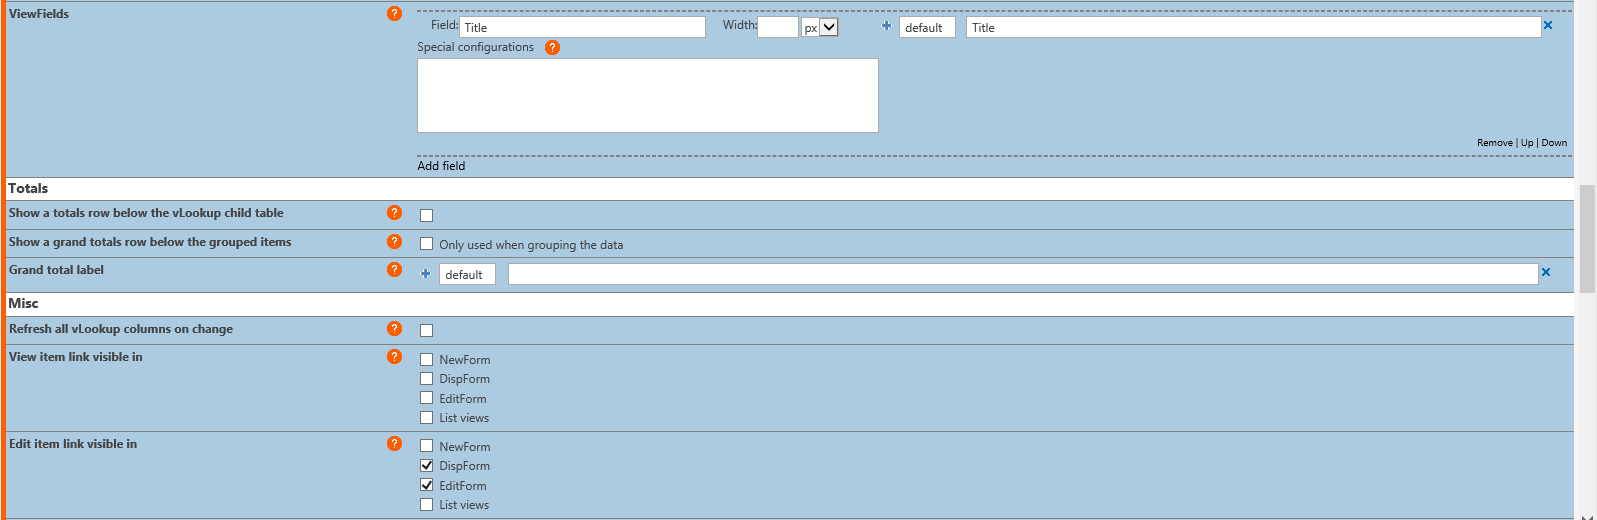 ViewFields ?
Field: Title Width: px + default Title
Special configurations ?
Remove | Up | Down
Add field
Totals
Show a totals row below the vLookup child table ?
Show a grand totals row below the grouped items ? Only used when grouping the data
Grand total label ? + default
Misc
Refresh all vLookup columns on change ?
View item link visible in ? NewForm
DispForm
EditForm
List views
Edit item link visible in ? NewForm
DispForm
EditForm
List views